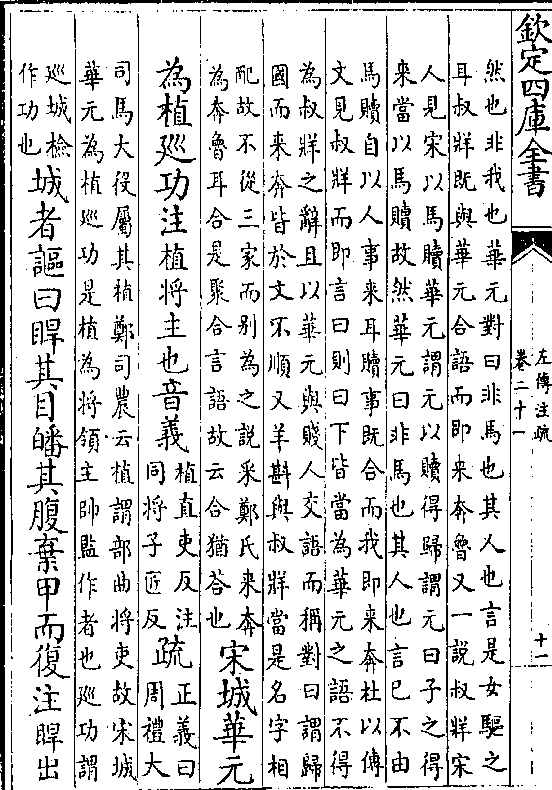 欽定四庫全書
左傳注疏
卷二十一
十一
然也非我也華元對曰非馬也其人也言是女驅之
耳叔牂既與華元合語而即来奔魯又一說叔牂宋
人見宋以馬贖華元謂元以贖得歸謂元曰子之得
来當以馬贖故然華元曰非馬也其人也言已不由
馬贖自以人事来耳贖事既合而我即来奔杜以傳
文見叔牂而即言曰則曰下皆當為華元之語不得
為叔牂之辭且以華元與賤人交語而稱對曰謂歸
國而来奔皆於文不順又羊斟與叔牂當是名字相
配故不從三家而别為之說采鄭氏来奔
為奔魯耳合是聚合言語故云合猶荅也
宋城華元
為植廵功注植將主也音義
植直吏反注
同將子匠反
疏
正義曰
周禮大
司馬大役屬其植鄭司農云植謂部曲將吏故宋城
華元為植廵功是植為將領主帥監作者也廵功謂
廵城檢
作功也
城者謳曰睅其目皤其腹棄甲而復注睅出